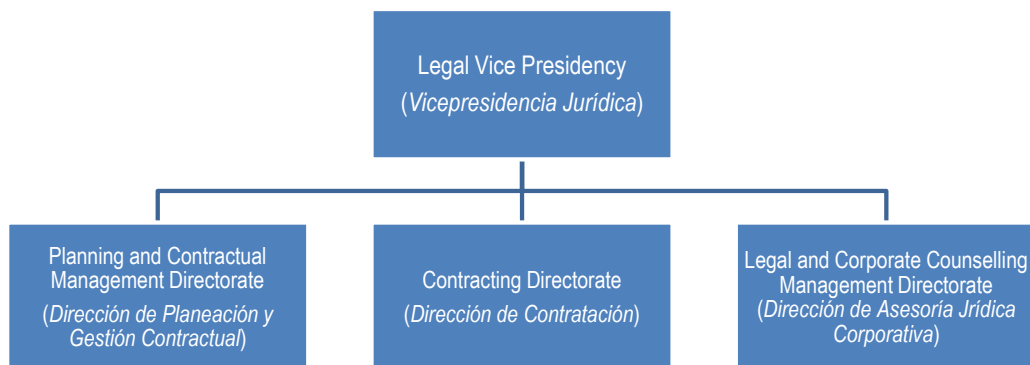 Legal Vice Presidency
(Vicepresidencia Jurídica)
Planning and Contractual
Management Directorate
(Dirección de Planeación y
Gestión Contractual)
Contracting Directorate
(Dirección de Contratación)
Legal and Corporate Counselling
Management Directorate
(Dirección de Asesoría Jrídica
Corporativa)